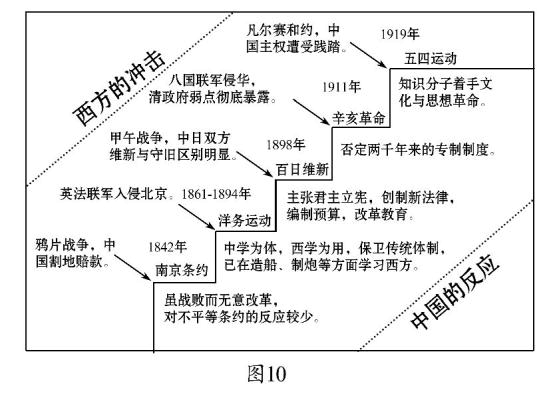 西方的冲击
凡尔赛和约，中
国主权遭受践踏。
1919年
五四运动
知识分子着手文
化与思想革命。
八国联军侵华，
清政府弱点彻底暴露。
1911年
辛亥革命
否定两千年来的专制制度。
甲午战争，中日双方
维新与守旧区别明显。
1898年
百日维新
主张君主立宪，创制新法律，
编制预算，改革教育。
英法联军入侵北京。
1861-1894年
洋务运动
中学为体，西学为用，保卫传统体制，
已在造船、制炮等方面学习西方。
鸦片战争，中
国割地赔款。
1842年
南京条约
虽战败而无意改革，
对不平等条约的反应较少。
中国的反应
图10